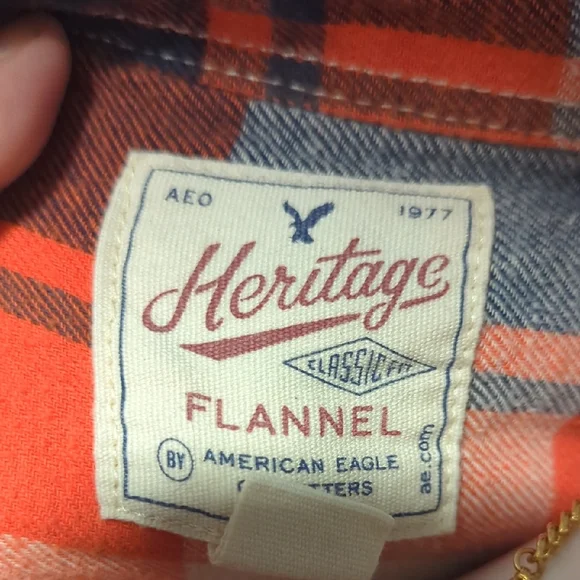 AEO 1977
Heritage
CLASSIC FIT
FLANNEL
BY AMERICAN EAGLE
ae.com